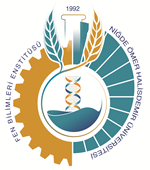 1992
FEN BİLİMLERİ ENSTİTÜSÜ
NİĞDE ÖMER HALİSDEMİR ÜNİVERSİTESİ